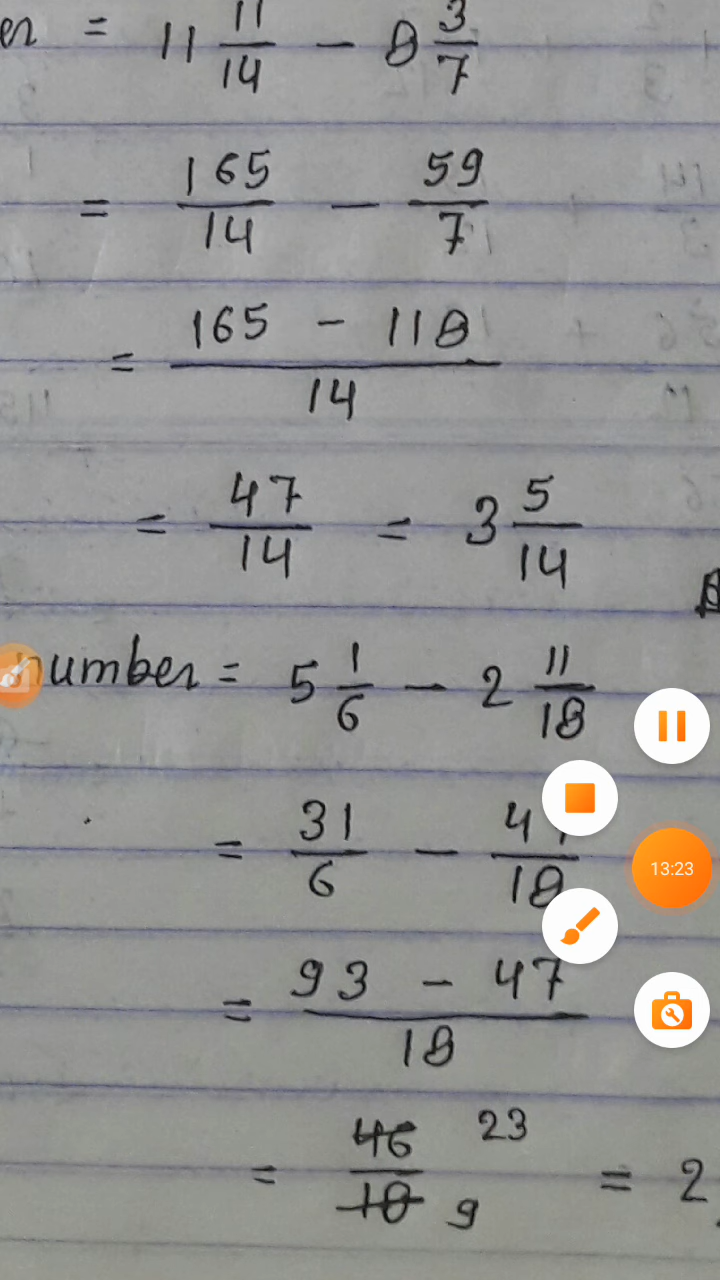 = 11 11/14 - 8 3/7
= 165/14 - 59/7
= (165 - 118)/14
= 47/14 = 3 5/14
number = 5 1/6 - 2 11/18
= 31/6 - 47/18
13:23
= (93 - 47)/18
= 46/18 23/9 = 2